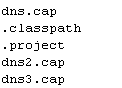 dns.cap
.classpath
.project
dns2.cap
dns3.cap